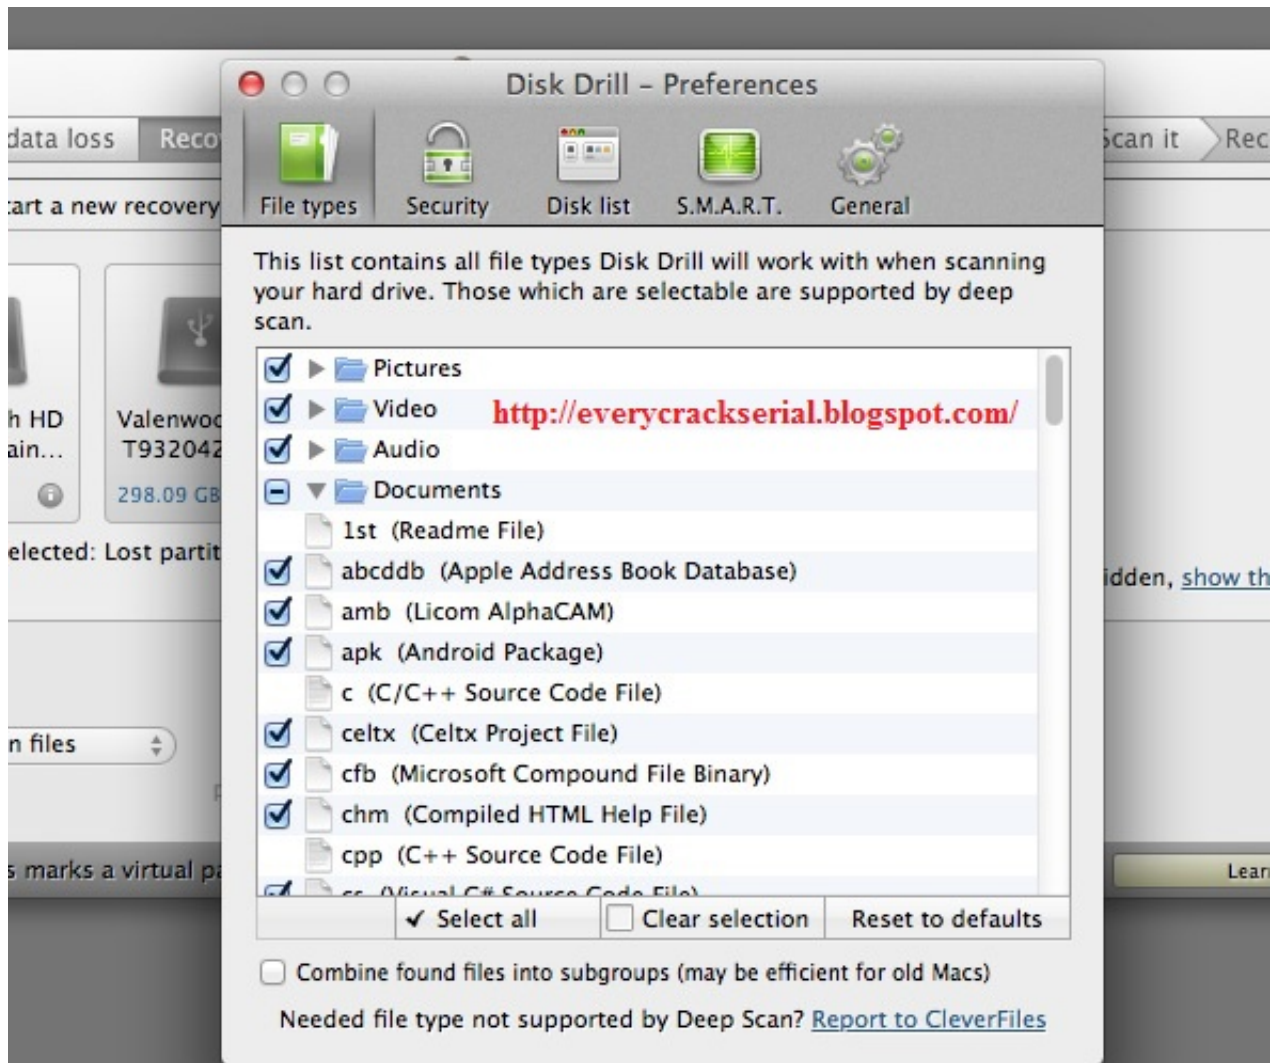 Disk Drill – Preferences
data loss
Reco
Scan it
Rec
File types
Security
Disk list
S.M.A.R.T.
General
art a new recovery
This list contains all file types Disk Drill will work with when scanning
your hard drive. Those which are selectable are supported by deep
scan.
Pictures
Video
http://everycrackserial.blogspot.com/
Audio
Documents
1st (Readme File)
abcddb (Apple Address Book Database)
amb (Licom AlphaCAM)
apk (Android Package)
c (C/C++ Source Code File)
celtx (Celtx Project File)
cfb (Microsoft Compound File Binary)
chm (Compiled HTML Help File)
cpp (C++ Source Code File)
cs (Visual C# Source Code File)
h HD
ain...
Valenwoo
T932042
298.09 GB
elected: Lost partit
idden, show th
n files
s marks a virtual pa
Lear
✓ Select all
Clear selection
Reset to defaults
Combine found files into subgroups (may be efficient for old Macs)
Needed file type not supported by Deep Scan? Report to CleverFiles